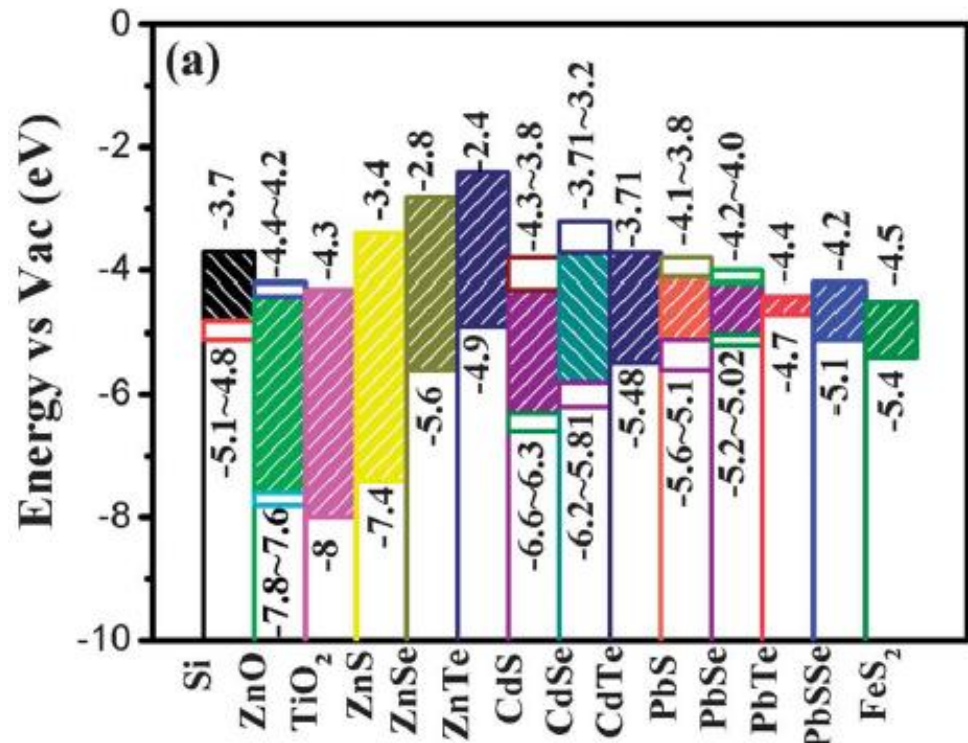 (a)
Energy vs Vac (eV)
0
-2
-4
-6
-8
-10
-3.7
-4.4~4.2
-4.3
-3.4
-2.8
-2.4
-4.3~3.8
-3.71~3.2
-3.71
-4.1~3.8
-4.2~4.0
-4.4
-4.2
-4.5
-5.1~4.8
-7.8~7.6
-8
-7.4
-5.6
-4.9
-6.6~6.3
-6.2~5.81
-5.48
-5.6~5.1
-5.2~5.02
-4.7
-5.1
-5.4
Si
ZnO
TiO₂
ZnS
ZnSe
ZnTe
CdS
CdSe
CdTe
PbS
PbSe
PbTe
PbSSe
FeS₂